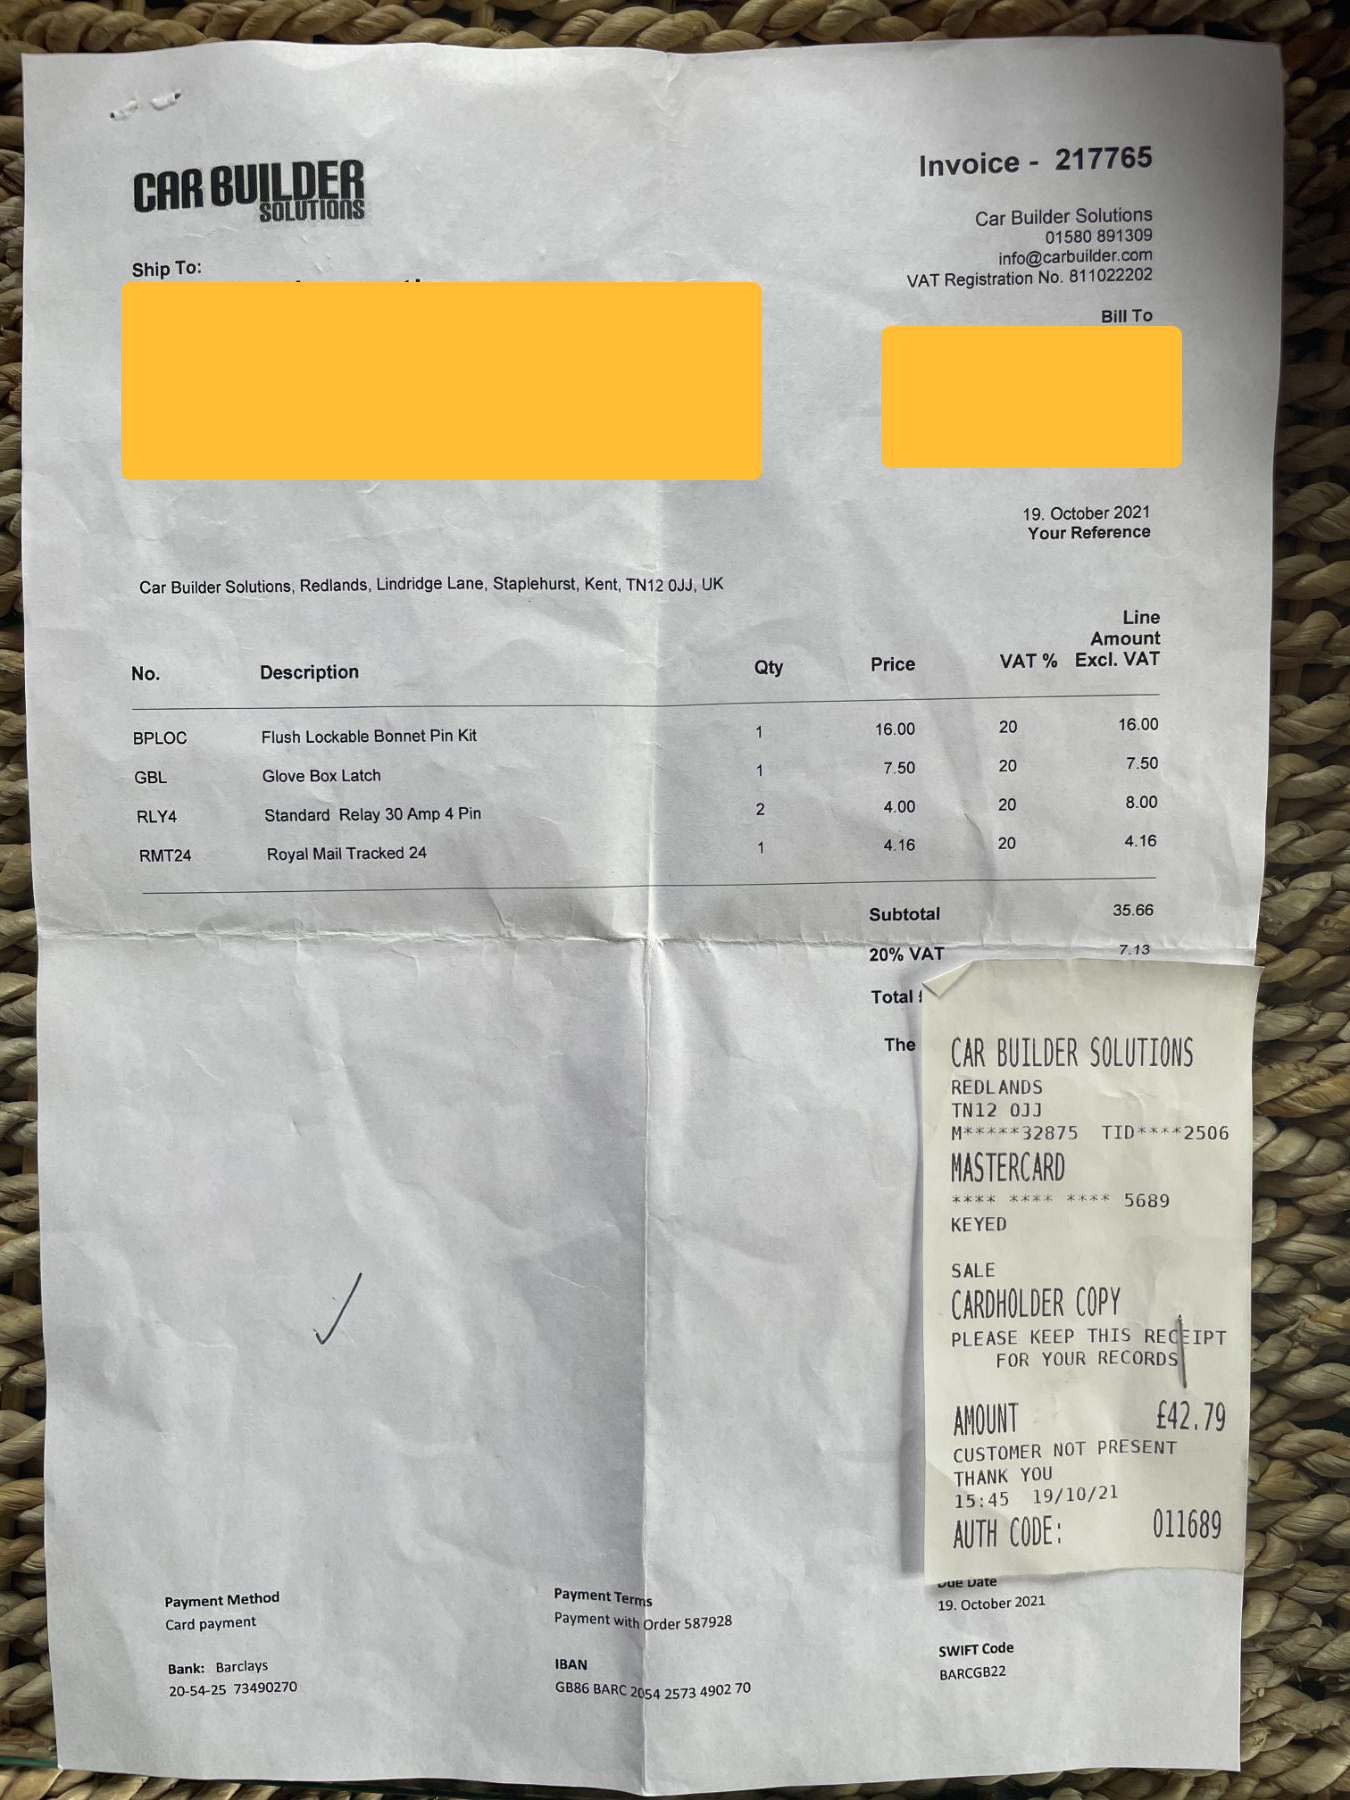 CAR BUILDER
SOLUTIONS
Invoice - 217765
Car Builder Solutions
01580 891309
info@carbuilder.com
VAT Registration No. 811022202
Ship To:
Bill To
19. October 2021
Your Reference
Car Builder Solutions, Redlands, Lindridge Lane, Staplehurst, Kent, TN12 0JJ, UK
No. Description Qty Price VAT % Line Amount Excl. VAT
BPLOC Flush Lockable Bonnet Pin Kit 1 16.00 20 16.00
GBL Glove Box Latch 1 7.50 20 7.50
RLY4 Standard Relay 30 Amp 4 Pin 2 4.00 20 8.00
RMT24 Royal Mail Tracked 24 1 4.16 20 4.16
Subtotal 35.66
20% VAT 7.13
Total
The
CAR BUILDER SOLUTIONS
REDLANDS
TN12 0JJ
M*****32875 TID****2506
MASTERCARD
**** **** **** 5689
KEYED
SALE
CARDHOLDER COPY
PLEASE KEEP THIS RECEIPT
FOR YOUR RECORDS
AMOUNT £42.79
CUSTOMER NOT PRESENT
THANK YOU
15:45 19/10/21
AUTH CODE: 011689
Payment Method
Card payment
Payment Terms
Payment with Order 587928
Due Date
19. October 2021
Bank: Barclays
20-54-25 73490270
IBAN
GB86 BARC 2054 2573 4902 70
SWIFT Code
BARCGB22